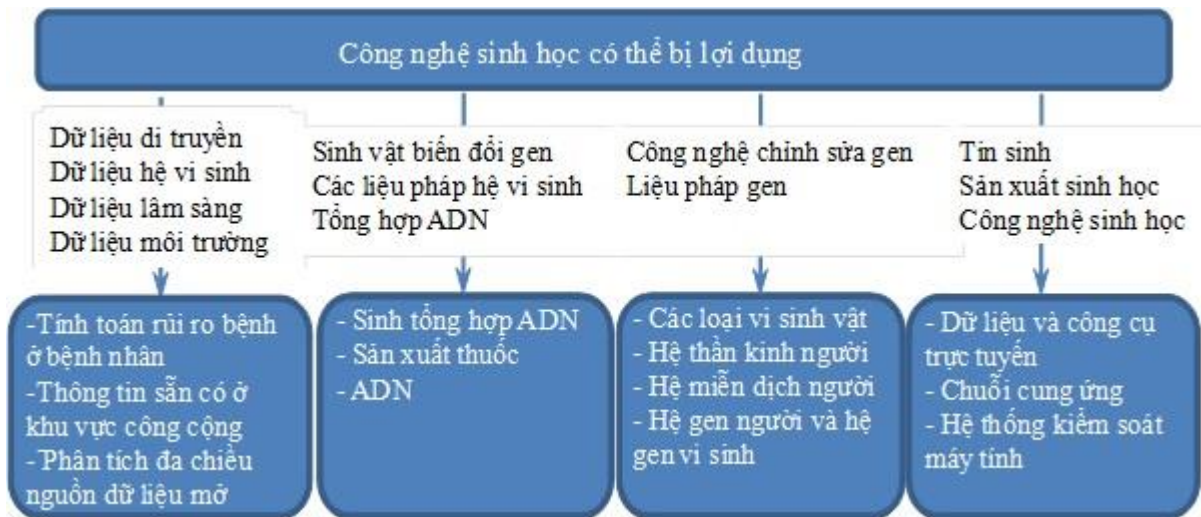 Công nghệ sinh học có thể bị lợi dụng
Dữ liệu di truyền
Dữ liệu hệ vi sinh
Dữ liệu lâm sàng
Dữ liệu môi trường
Sinh vật biến đổi gen
Các liệu pháp hệ vi sinh
Tổng hợp ADN
Công nghệ chỉnh sửa gen
Liệu pháp gen
Tin sinh
Sản xuất sinh học
Công nghệ sinh học
-Tính toán rủi ro bệnh
ở bệnh nhân
-Thông tin sẵn có ở
khu vực công cộng
-Phân tích đa chiều
nguồn dữ liệu mở
- Sinh tổng hợp ADN
- Sản xuất thuốc
- ADN
- Các loại vi sinh vật
- Hệ thần kinh người
- Hệ miễn dịch người
- Hệ gen người và hệ
gen vi sinh
- Dữ liệu và công cụ
trực tuyến
- Chuỗi cung ứng
- Hệ thống kiểm soát
máy tính